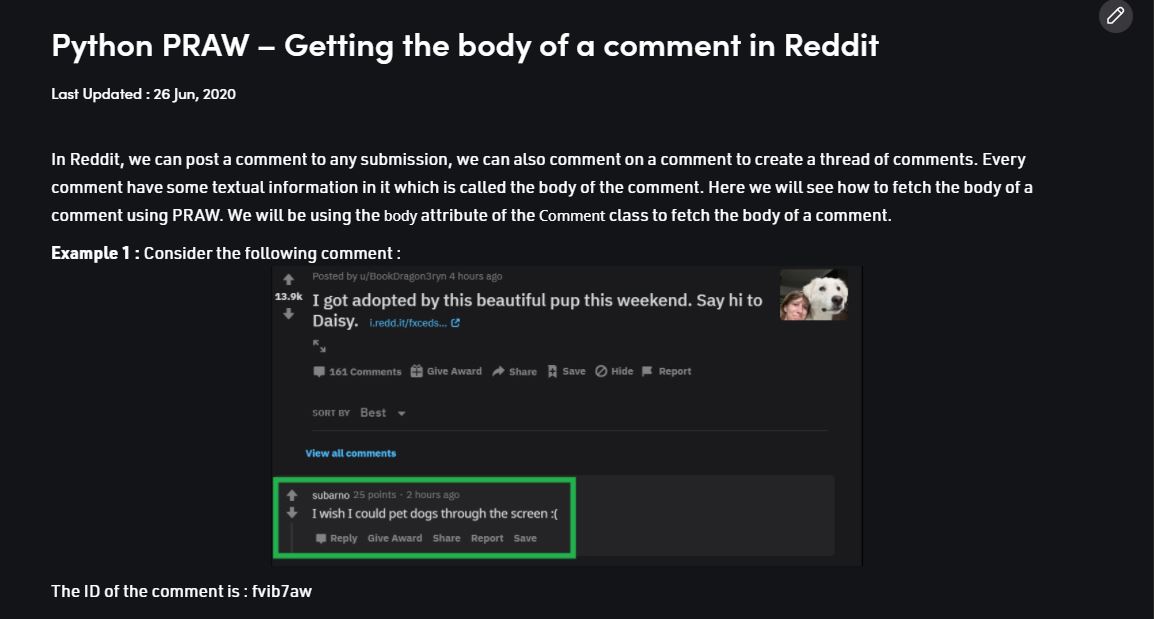 Python PRAW – Getting the body of a comment in Reddit
Last Updated : 26 Jun, 2020
In Reddit, we can post a comment to any submission, we can also comment on a comment to create a thread of comments. Every
comment have some textual information in it which is called the body of the comment. Here we will see how to fetch the body of a
comment using PRAW. We will be using the body attribute of the Comment class to fetch the body of a comment.
Example 1 : Consider the following comment :
Posted by u/BookDragon3ryn 4 hours ago
13.9k
I got adopted by this beautiful pup this weekend. Say hi to
Daisy. i.redd.it/fxceds...
161 Comments Give Award Share Save Hide Report
SORT BY Best
View all comments
subarno 25 points · 2 hours ago
I wish I could pet dogs through the screen :(
Reply Give Award Share Report Save
The ID of the comment is : fvib7aw